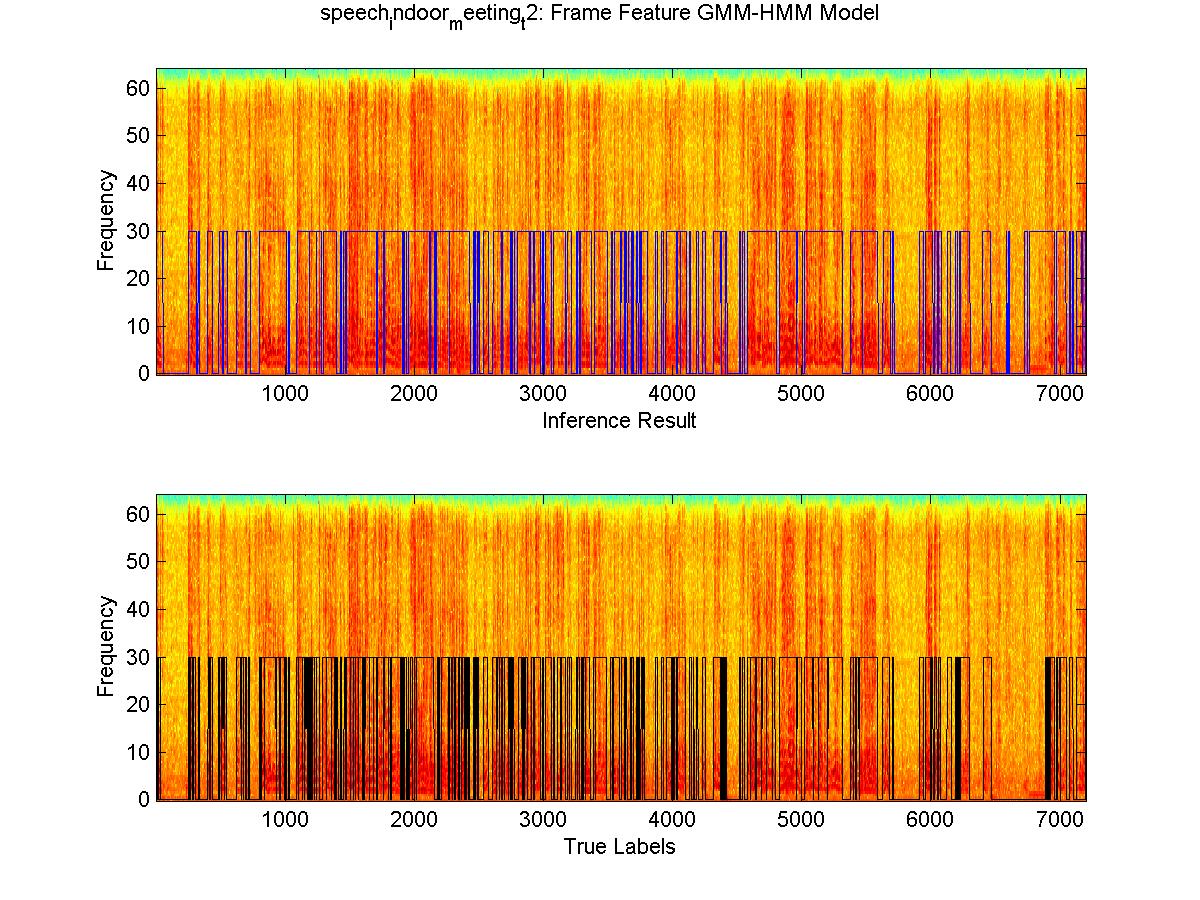 speech_indoor_meeting_t2: Frame Feature GMM-HMM Model
60
50
40
30
20
10
0
Frequency
1000 2000 3000 4000 5000 6000 7000
Inference Result
60
50
40
30
20
10
0
Frequency
1000 2000 3000 4000 5000 6000 7000
True Labels